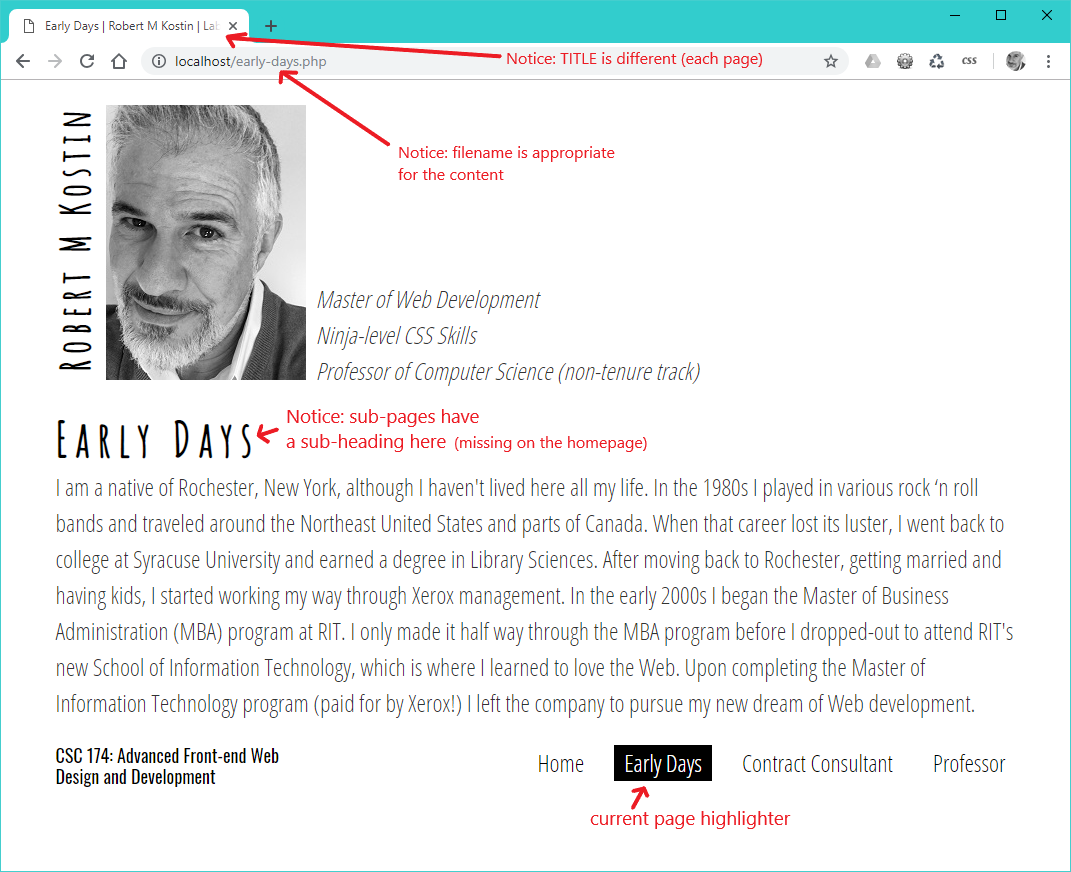 Early Days | Robert M Kostin | Lab
Notice: TITLE is different (each page)
localhost/early-days.php
css
Notice: filename is appropriate
for the content
Robert M Kostin
Master of Web Development
Ninja-level CSS Skills
Professor of Computer Science (non-tenure track)
Early Days
Notice: sub-pages have
a sub-heading here (missing on the homepage)
I am a native of Rochester, New York, although I haven't lived here all my life. In the 1980s I played in various rock ‘n roll
bands and traveled around the Northeast United States and parts of Canada. When that career lost its luster, I went back to
college at Syracuse University and earned a degree in Library Sciences. After moving back to Rochester, getting married and
having kids, I started working my way through Xerox management. In the early 2000s I began the Master of Business
Administration (MBA) program at RIT. I only made it half way through the MBA program before I dropped-out to attend RIT's
new School of Information Technology, which is where I learned to love the Web. Upon completing the Master of
Information Technology program (paid for by Xerox!) I left the company to pursue my new dream of Web development.
CSC 174: Advanced Front-end Web
Design and Development
Home Early Days Contract Consultant Professor
current page highlighter